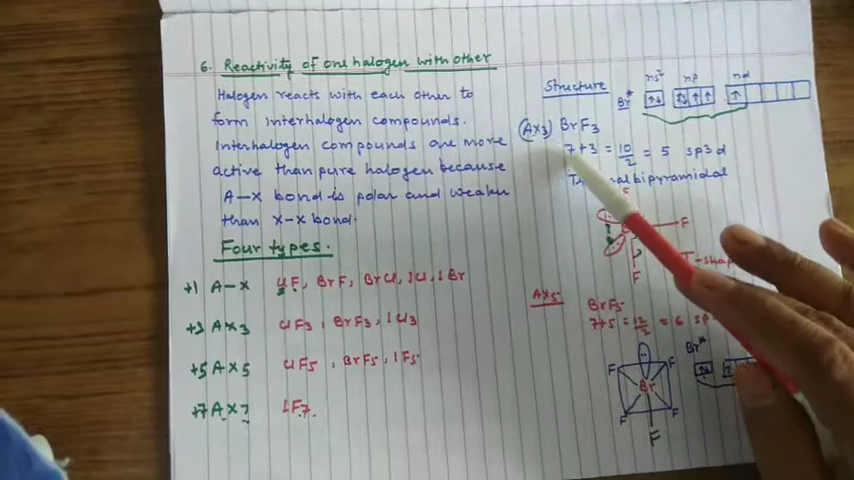 6. Reactivity of one halogen with other
Halogen reacts with each other to
form interhalogen compounds.
Interhalogen compounds are more
active than pure halogen because
A-X bond is polar and weaker
than X-X bond.
Four types.
+1 A-X ClF, BrF, BrCl, ICl, IBr
+3 AX3 ClF3, BrF3, ICl3
+5 AX5 ClF5, BrF5, IF5
+7 AX7 IF7.
Structure
Br* ns² np nd
(AX3) BrF3
7+3 = 10/2 = 5 sp3d
bipyramidal
F
F
F
T-shap
AX5
BrF5
7+5 = 12/2 = 6 sp
Br*
F F
Br
F F
F